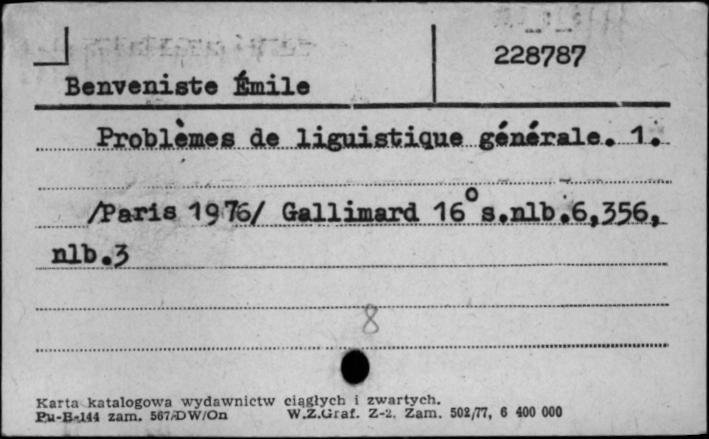 228787
Benveniste Émile
Problèmes de liguistique générale. 1.
/Paris 1976/ Gallimard 16° s.nlb.6,356,
nlb.3
8
Karta katalogowa wydawnictw ciągłych i zwartych.
Pu-B-144 zam. 567/DW/On W.Z.Graf. Z-2. Zam. 502/77, 6 400 000